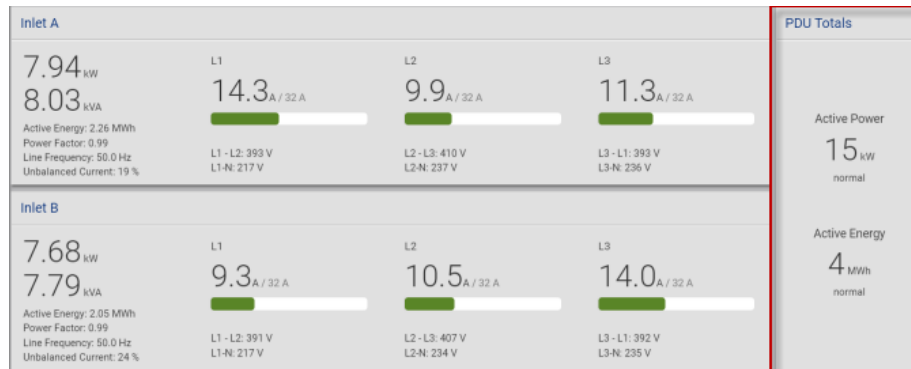 Inlet A
7.94 kW
8.03 kVA
Active Energy: 2.26 MWh
Power Factor: 0.99
Line Frequency: 50.0 Hz
Unbalanced Current: 19 %
L1
14.3 A / 32 A
L1 - L2: 393 V
L1-N: 217 V
L2
9.9 A / 32 A
L2 - L3: 410 V
L2-N: 237 V
L3
11.3 A / 32 A
L3 - L1: 393 V
L3-N: 236 V
Inlet B
7.68 kW
7.79 kVA
Active Energy: 2.05 MWh
Power Factor: 0.99
Line Frequency: 50.0 Hz
Unbalanced Current: 24 %
L1
9.3 A / 32 A
L1 - L2: 391 V
L1-N: 217 V
L2
10.5 A / 32 A
L2 - L3: 407 V
L2-N: 234 V
L3
14.0 A / 32 A
L3 - L1: 392 V
L3-N: 235 V
PDU Totals
Active Power
15 kW
normal
Active Energy
4 MWh
normal